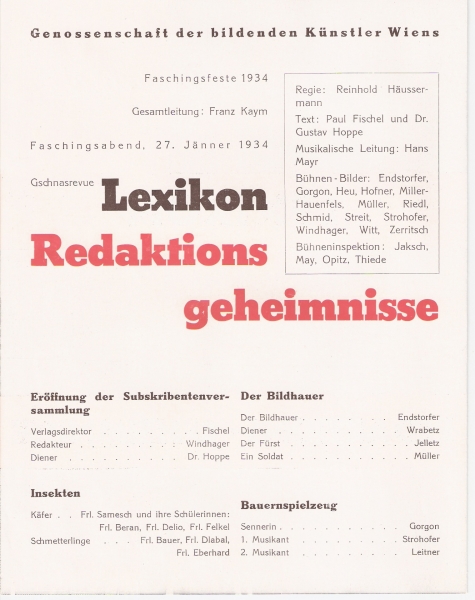 Genossenschaft der bildenden Künstler Wiens
Faschingsfeste 1934
Gesamtleitung: Franz Kaym
Faschingsabend, 27. Jänner 1934
Gschnasrevue Lexikon
Redaktions
geheimnisse
Regie: Reinhold Häusser-
mann
Text: Paul Fischel und Dr.
Gustav Hoppe
Musikalische Leitung: Hans
Mayr
Bühnen-Bilder: Endstorfer,
Gorgon, Heu, Hofner, Miller-
Hauenfels, Müller, Riedl,
Schmid, Streit, Strohofer,
Windhager, Witt, Zerritsch
Bühneninspektion: Jaksch,
May, Opitz, Thiede
Eröffnung der Subskribentenver-
sammlung
Verlagsdirektor . . . . . . . . Fischel
Redakteur . . . . . . . . Windhager
Diener . . . . . . . . . Dr. Hoppe
Insekten
Käfer . . Frl. Samesch und ihre Schülerinnen:
Frl. Beran, Frl. Delio, Frl. Felkel
Schmetterlinge . . . Frl. Bauer, Frl. Diabal,
Frl. Eberhard
Der Bildhauer
Der Bildhauer . . . . . . . . Endstorfer
Diener . . . . . . . . . . . Wrabetz
Der Fürst . . . . . . . . . . Jelletz
Ein Soldat . . . . . . . . . . Müller
Bauernspielzeug
Sennerin . . . . . . . . . . Gorgon
1. Musikant . . . . . . . . Strohofer
2. Musikant . . . . . . . . . Leitner